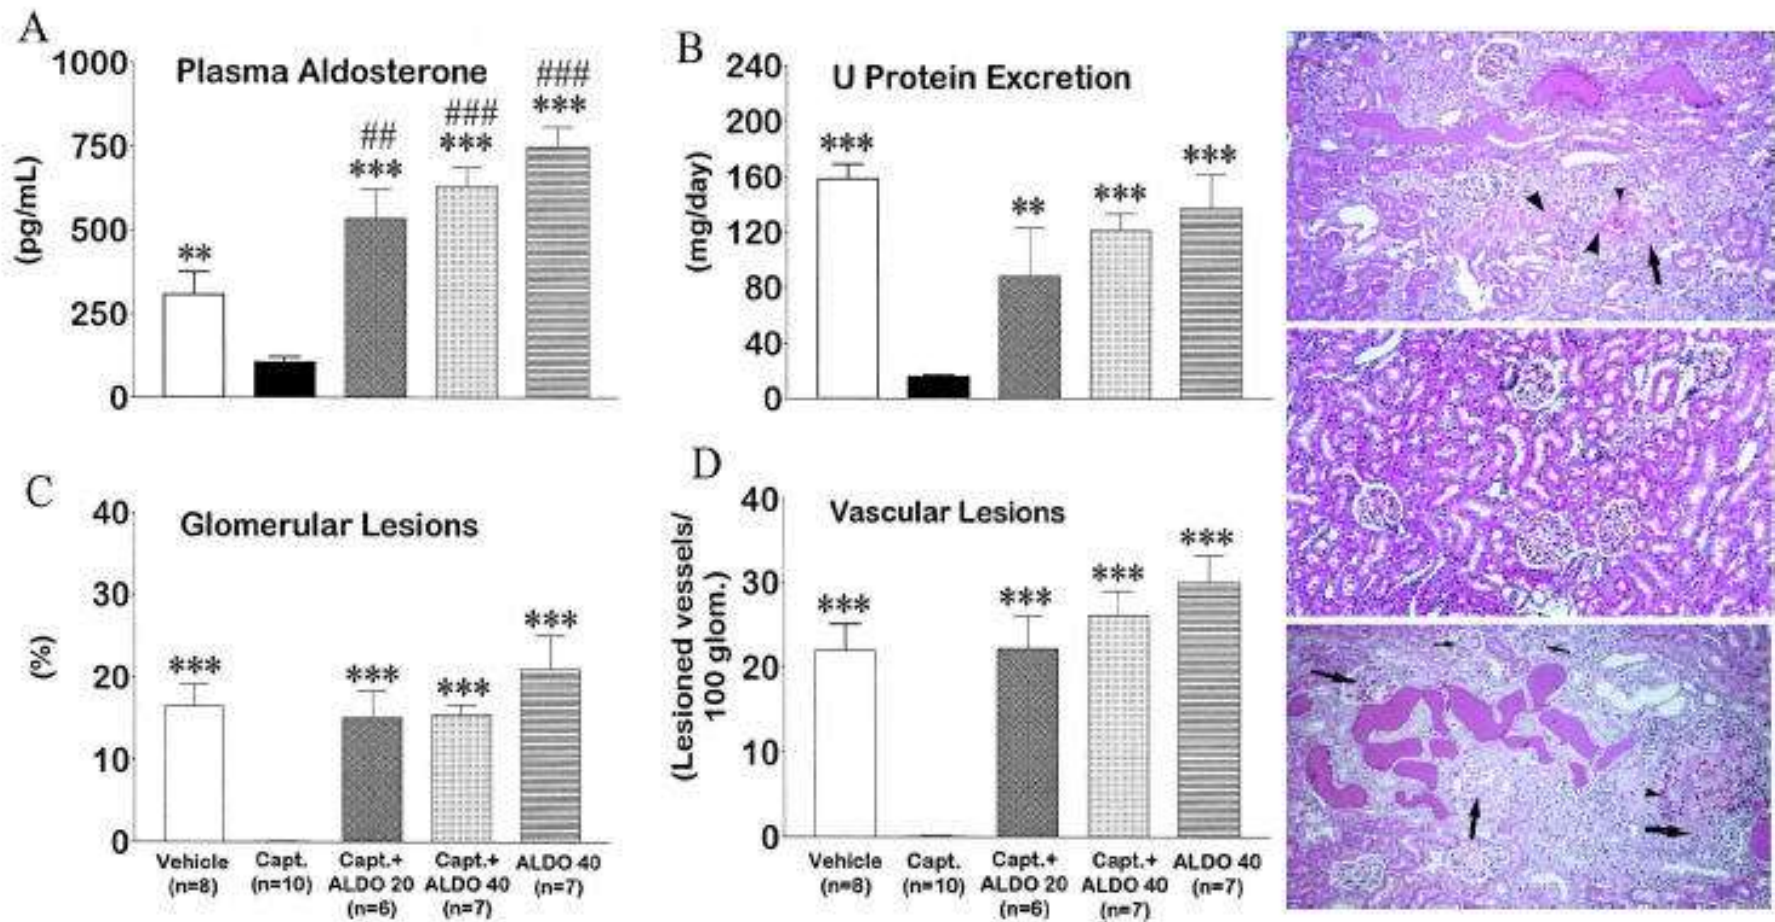 A
Plasma Aldosterone
1000
750
500
250
0
(pg/mL)
**
##
***
###
***
###
***
B
U Protein Excretion
240
200
160
120
80
40
0
(mg/day)
***
**
***
***
C
Glomerular Lesions
40
30
20
10
0
(%)
***
***
***
***
Vehicle
(n=8)
Capt.
(n=10)
Capt.+
ALDO 20
(n=6)
Capt.+
ALDO 40
(n=7)
ALDO 40
(n=7)
D
Vascular Lesions
40
30
20
10
0
(Lesioned vessels/
100 glom.)
***
***
***
***
Vehicle
(n=8)
Capt.
(n=10)
Capt.+
ALDO 20
(n=6)
Capt.+
ALDO 40
(n=7)
ALDO 40
(n=7)